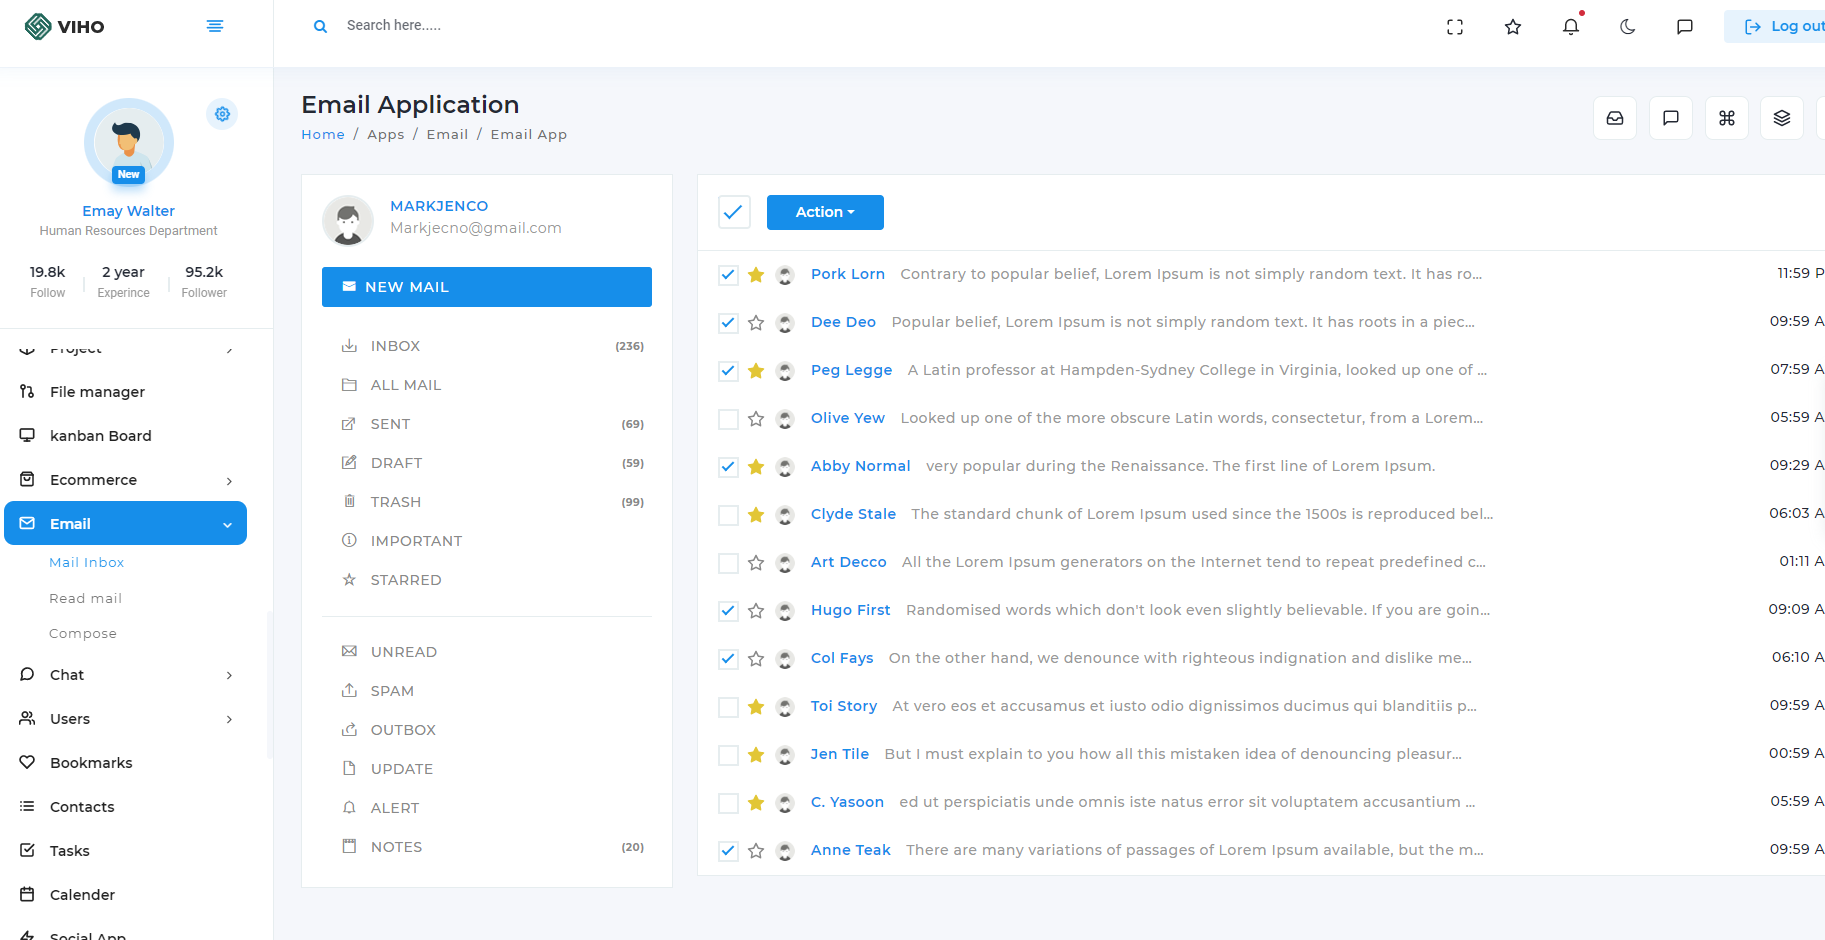 VIHO
Search here.....
Log out
New
Emay Walter
Human Resources Department
19.8k 2 year 95.2k
Follow Experince Follower
Project
File manager
kanban Board
Ecommerce
Email
Mail Inbox
Read mail
Compose
Chat
Users
Bookmarks
Contacts
Tasks
Calender
Social App
Email Application
Home / Apps / Email / Email App
MARKJENCO
Markjecno@gmail.com
NEW MAIL
INBOX (236)
ALL MAIL
SENT (69)
DRAFT (59)
TRASH (99)
IMPORTANT
STARRED
UNREAD
SPAM
OUTBOX
UPDATE
ALERT
NOTES (20)
Action
Pork Lorn Contrary to popular belief, Lorem Ipsum is not simply random text. It has ro... 11:59 P
Dee Deo Popular belief, Lorem Ipsum is not simply random text. It has roots in a piec... 09:59 A
Peg Legge A Latin professor at Hampden-Sydney College in Virginia, looked up one of ... 07:59 A
Olive Yew Looked up one of the more obscure Latin words, consectetur, from a Lorem... 05:59 A
Abby Normal very popular during the Renaissance. The first line of Lorem Ipsum. 09:29 A
Clyde Stale The standard chunk of Lorem Ipsum used since the 1500s is reproduced bel... 06:03 A
Art Decco All the Lorem Ipsum generators on the Internet tend to repeat predefined c... 01:11 A
Hugo First Randomised words which don't look even slightly believable. If you are goin... 09:09 A
Col Fays On the other hand, we denounce with righteous indignation and dislike me... 06:10 A
Toi Story At vero eos et accusamus et iusto odio dignissimos ducimus qui blanditiis p... 09:59 A
Jen Tile But I must explain to you how all this mistaken idea of denouncing pleasur... 00:59 A
C. Yasoon ed ut perspiciatis unde omnis iste natus error sit voluptatem accusantium ... 05:59 A
Anne Teak There are many variations of passages of Lorem Ipsum available, but the m... 09:59 A